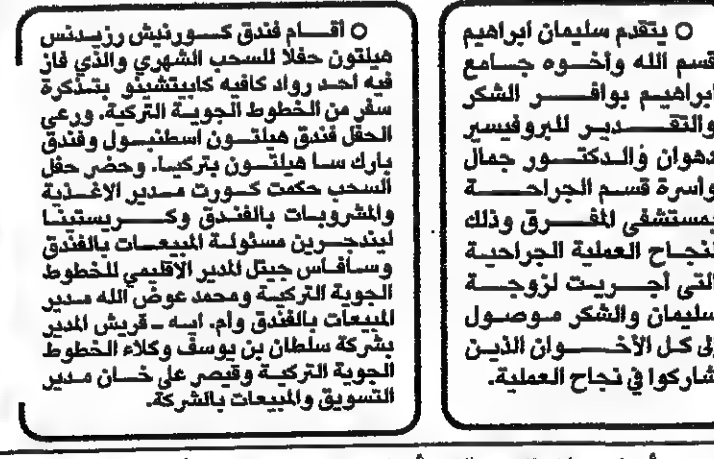 ○ يتقدم سليمان ابراهيم
قسم الله وأخوه جامع
ابراهيم بوافر الشكر
والتقدير للبروفيسير
دهوان والدكتور جمال
واسرة قسم الجراحة
بمستشفى المفرق وذلك
لنجاح العملية الجراحية
التي أجريت لزوجة
سليمان والشكر موصول
إلى كل الأخوان الذين
شاركوا في نجاح العملية.
○ أقام فندق كورنيش رزيدنس
هيلتون حفلا للسحب الشهري والذي فاز
فيه احد رواد كافيه كابيتشينو بتذكرة
سفر من الخطوط الجوية التركية. ورعى
الحفل فندق هيلتون اسطنبول وفندق
بارك سا هيلتون بتركيا. وحضر حفل
السحب حكمت كورت مدير الاغذية
والمشروبات بالفندق وكريستينا
ليندجرين مسئولة المبيعات بالفندق
وسافاس جيتل المدير الاقليمي للخطوط
الجوية التركية ومحمد عوض الله مدير
المبيعات بالفندق وام. ايه ـ قريش المدير
بشركة سلطان بن يوسف وكلاء الخطوط
الجوية التركية وقيصر على خان مدير
التسويق والمبيعات بالشركة.